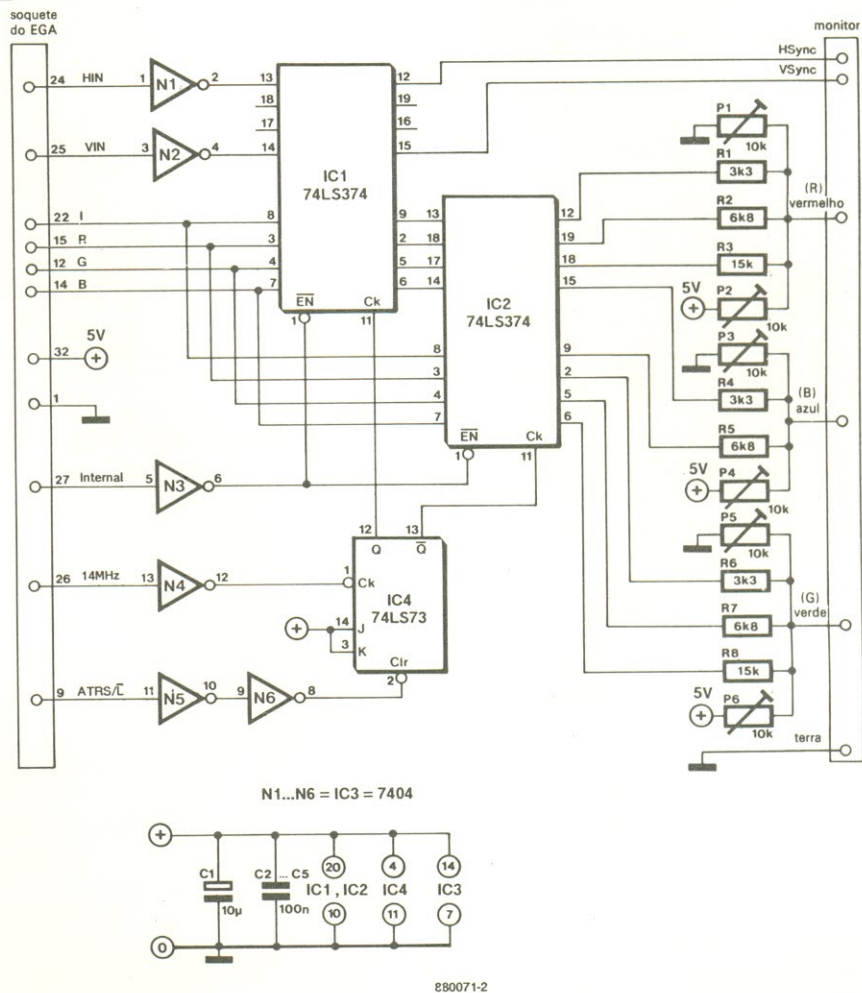 soquete
do EGA
monitor
24 HIN 1 N1 2 13
25 VIN 3 N2 4 14
18
17
IC1
74LS374
12 HSync
19
16
15 VSync
22 I 8
15 R 3
12 G 4
14 B 7
EN
1
Ck
11
9 13
2 18
5 17
6 14
IC2
74LS374
8
3
4
7
EN
1
Ck
11
12
19
18
15
9
2
5
6
P1
10k
R1
3k3
R2
6k8
R3
15k
(R)
vermelho
5V
P2
10k
P3
10k
R4
3k3
R5
6k8
(B)
azul
5V
P4
10k
P5
10k
R6
3k3
R7
6k8
R8
15k
(G)
verde
5V
P6
10k
terra
32
5V
+
1
27 Internal 5 N3 6
26 14MHz 13 N4 12
9 ATRS/L̅ 11 N5 10 9 N6 8
12 13
Q Q̅
1
Ck
IC4
74LS73
+
14 J
3 K
Clr
2
N1...N6 = IC3 = 7404
+
C1
10µ
C2 ... C5
100n
20 4 14
IC1 , IC2 IC4 IC3
10 11 7
0
880071-2